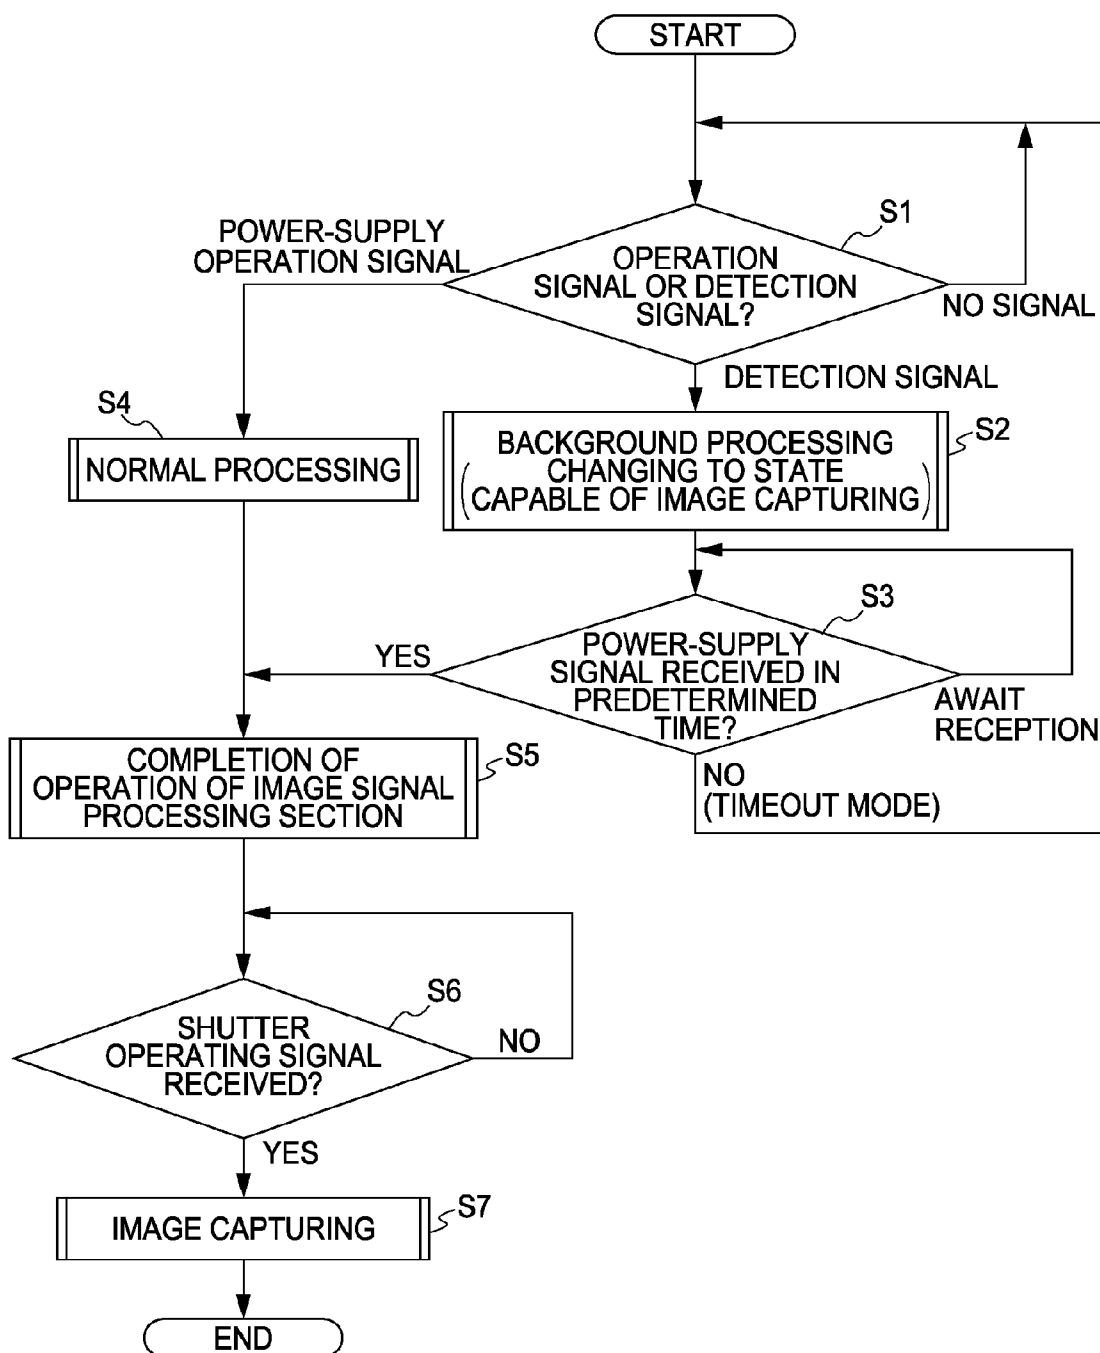 START
S1
POWER-SUPPLY
OPERATION SIGNAL
OPERATION
SIGNAL OR DETECTION
SIGNAL?
NO SIGNAL
DETECTION SIGNAL
S4
NORMAL PROCESSING
S2
BACKGROUND PROCESSING
(CHANGING TO STATE
CAPABLE OF IMAGE CAPTURING)
S3
POWER-SUPPLY
SIGNAL RECEIVED IN
PREDETERMINED
TIME?
YES
AWAIT
RECEPTION
NO
(TIMEOUT MODE)
COMPLETION OF
OPERATION OF IMAGE SIGNAL
PROCESSING SECTION
S5
S6
SHUTTER
OPERATING SIGNAL
RECEIVED?
NO
YES
IMAGE CAPTURING
S7
END